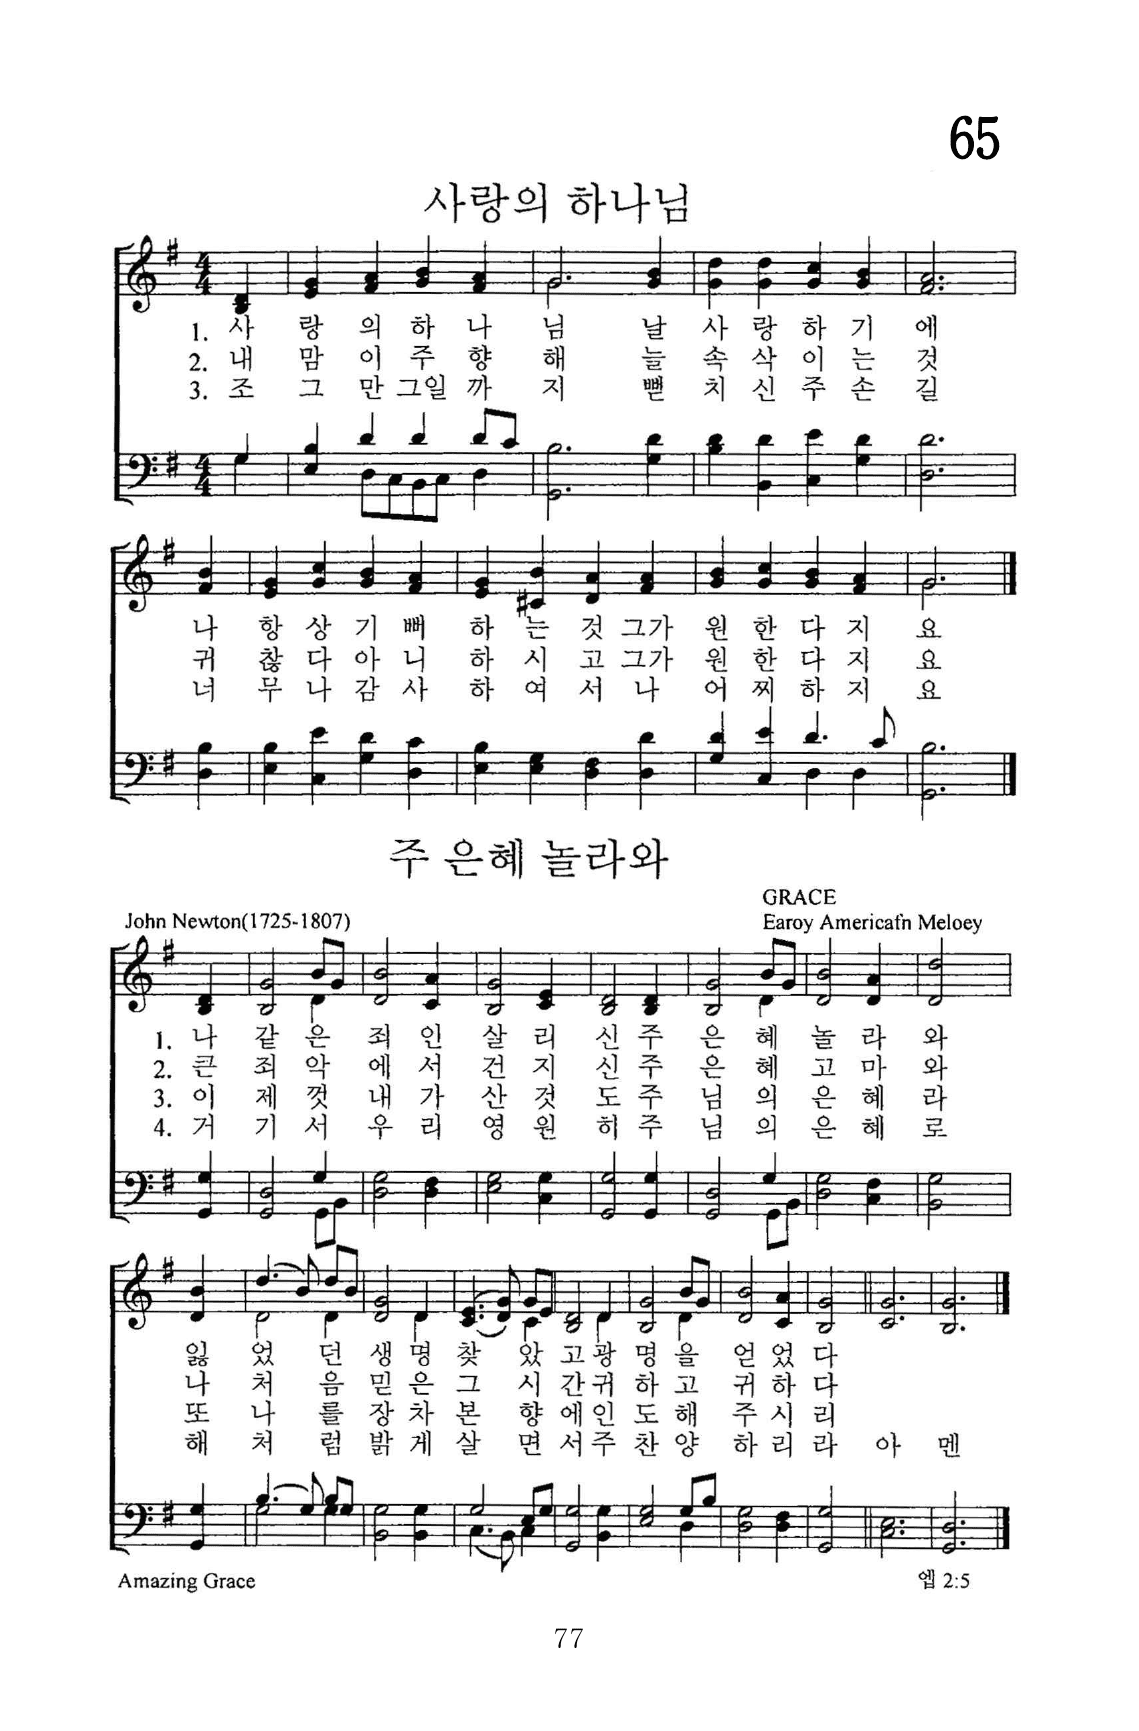 65
사랑의 하나님
1. 사 랑 의 하 나 님 날 사 랑 하 기 에
2. 내 맘 이 주 향 해 늘 속 삭 이 는 것
3. 조 그 만 그일 까 지 뻗 치 신 주 손 길
나 항 상 기 뻐 하 는 것 그가 원 한 다 지 요
귀 찮 다 아 니 하 시 고 그가 원 한 다 지 요
너 무 나 감 사 하 여 서 나 어 찌 하 지 요
주 은혜 놀라와
GRACE
John Newton(1725-1807) Earoy Americafn Meloey
1. 나 같 은 죄 인 살 리 신 주 은 혜 놀 라 와
2. 큰 죄 악 에 서 건 지 신 주 은 혜 고 마 와
3. 이 제 껏 내 가 산 것 도 주 님 의 은 혜 라
4. 거 기 서 우 리 영 원 히 주 님 의 은 혜 로
잃 었 던 생 명 찾 았 고 광 명 을 얻 었 다
나 처 음 믿 은 그 시 간 귀 하 고 귀 하 다
또 나 를 장 차 본 향 에 인 도 해 주 시 리
해 처 럼 밝 게 살 면 서 주 찬 양 하 리 라 아 멘
Amazing Grace 엡 2:5
77